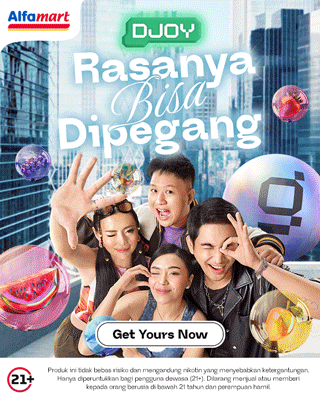 Alfamart
DJOY
Rasanya
Bisa
Dipegang
Get Yours Now
21+
Produk ini tidak bebas risiko dan mengandung nikotin yang menyebabkan ketergantungan.
Hanya diperuntukkan bagi pengguna dewasa (21+). Dilarang menjual atau memberi
kepada orang berusia di bawah 21 tahun dan perempuan hamil.